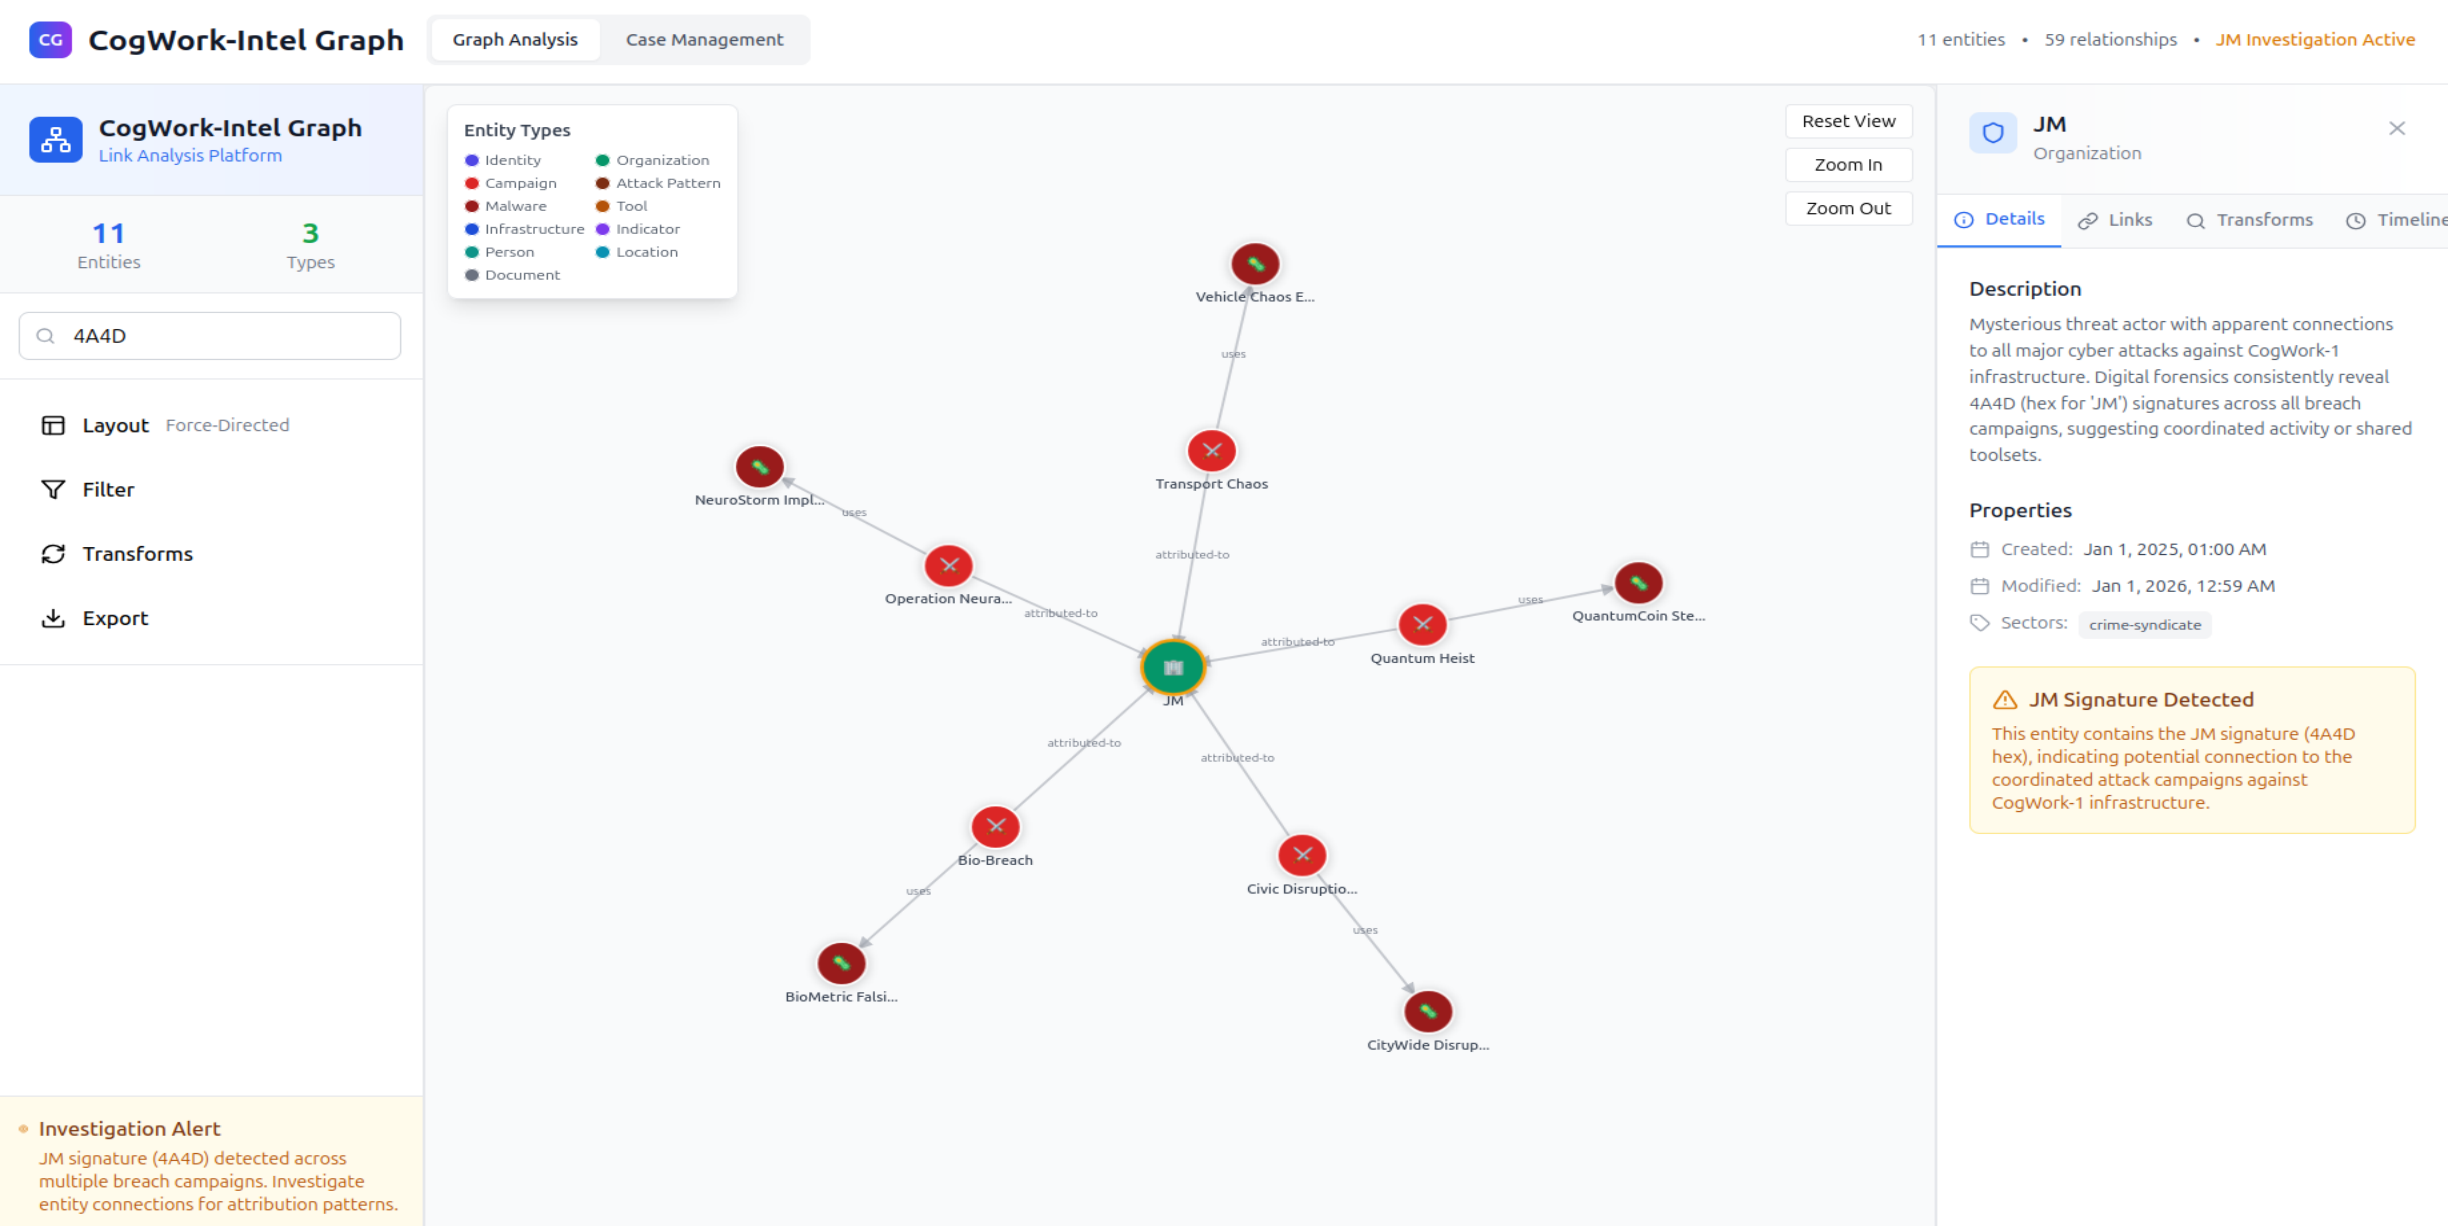 CG
CogWork-Intel Graph
Graph Analysis
Case Management
11 entities • 59 relationships • JM Investigation Active
CogWork-Intel Graph
Link Analysis Platform
11
Entities
3
Types
4A4D
Layout Force-Directed
Filter
Transforms
Export
Investigation Alert
JM signature (4A4D) detected across
multiple breach campaigns. Investigate
entity connections for attribution patterns.
Entity Types
Identity
Organization
Campaign
Attack Pattern
Malware
Tool
Infrastructure
Indicator
Person
Location
Document
Reset View
Zoom In
Zoom Out
Vehicle Chaos E...
uses
Transport Chaos
NeuroStorm Impl...
uses
attributed-to
Operation Neura...
attributed-to
uses
QuantumCoin Ste...
attributed-to
Quantum Heist
JM
attributed-to
attributed-to
Bio-Breach
uses
Civic Disruptio...
uses
BioMetric Falsi...
CityWide Disrup...
JM
Organization
Details
Links
Transforms
Timeline
Description
Mysterious threat actor with apparent connections
to all major cyber attacks against CogWork-1
infrastructure. Digital forensics consistently reveal
4A4D (hex for 'JM') signatures across all breach
campaigns, suggesting coordinated activity or shared
toolsets.
Properties
Created: Jan 1, 2025, 01:00 AM
Modified: Jan 1, 2026, 12:59 AM
Sectors: crime-syndicate
JM Signature Detected
This entity contains the JM signature (4A4D
hex), indicating potential connection to the
coordinated attack campaigns against
CogWork-1 infrastructure.